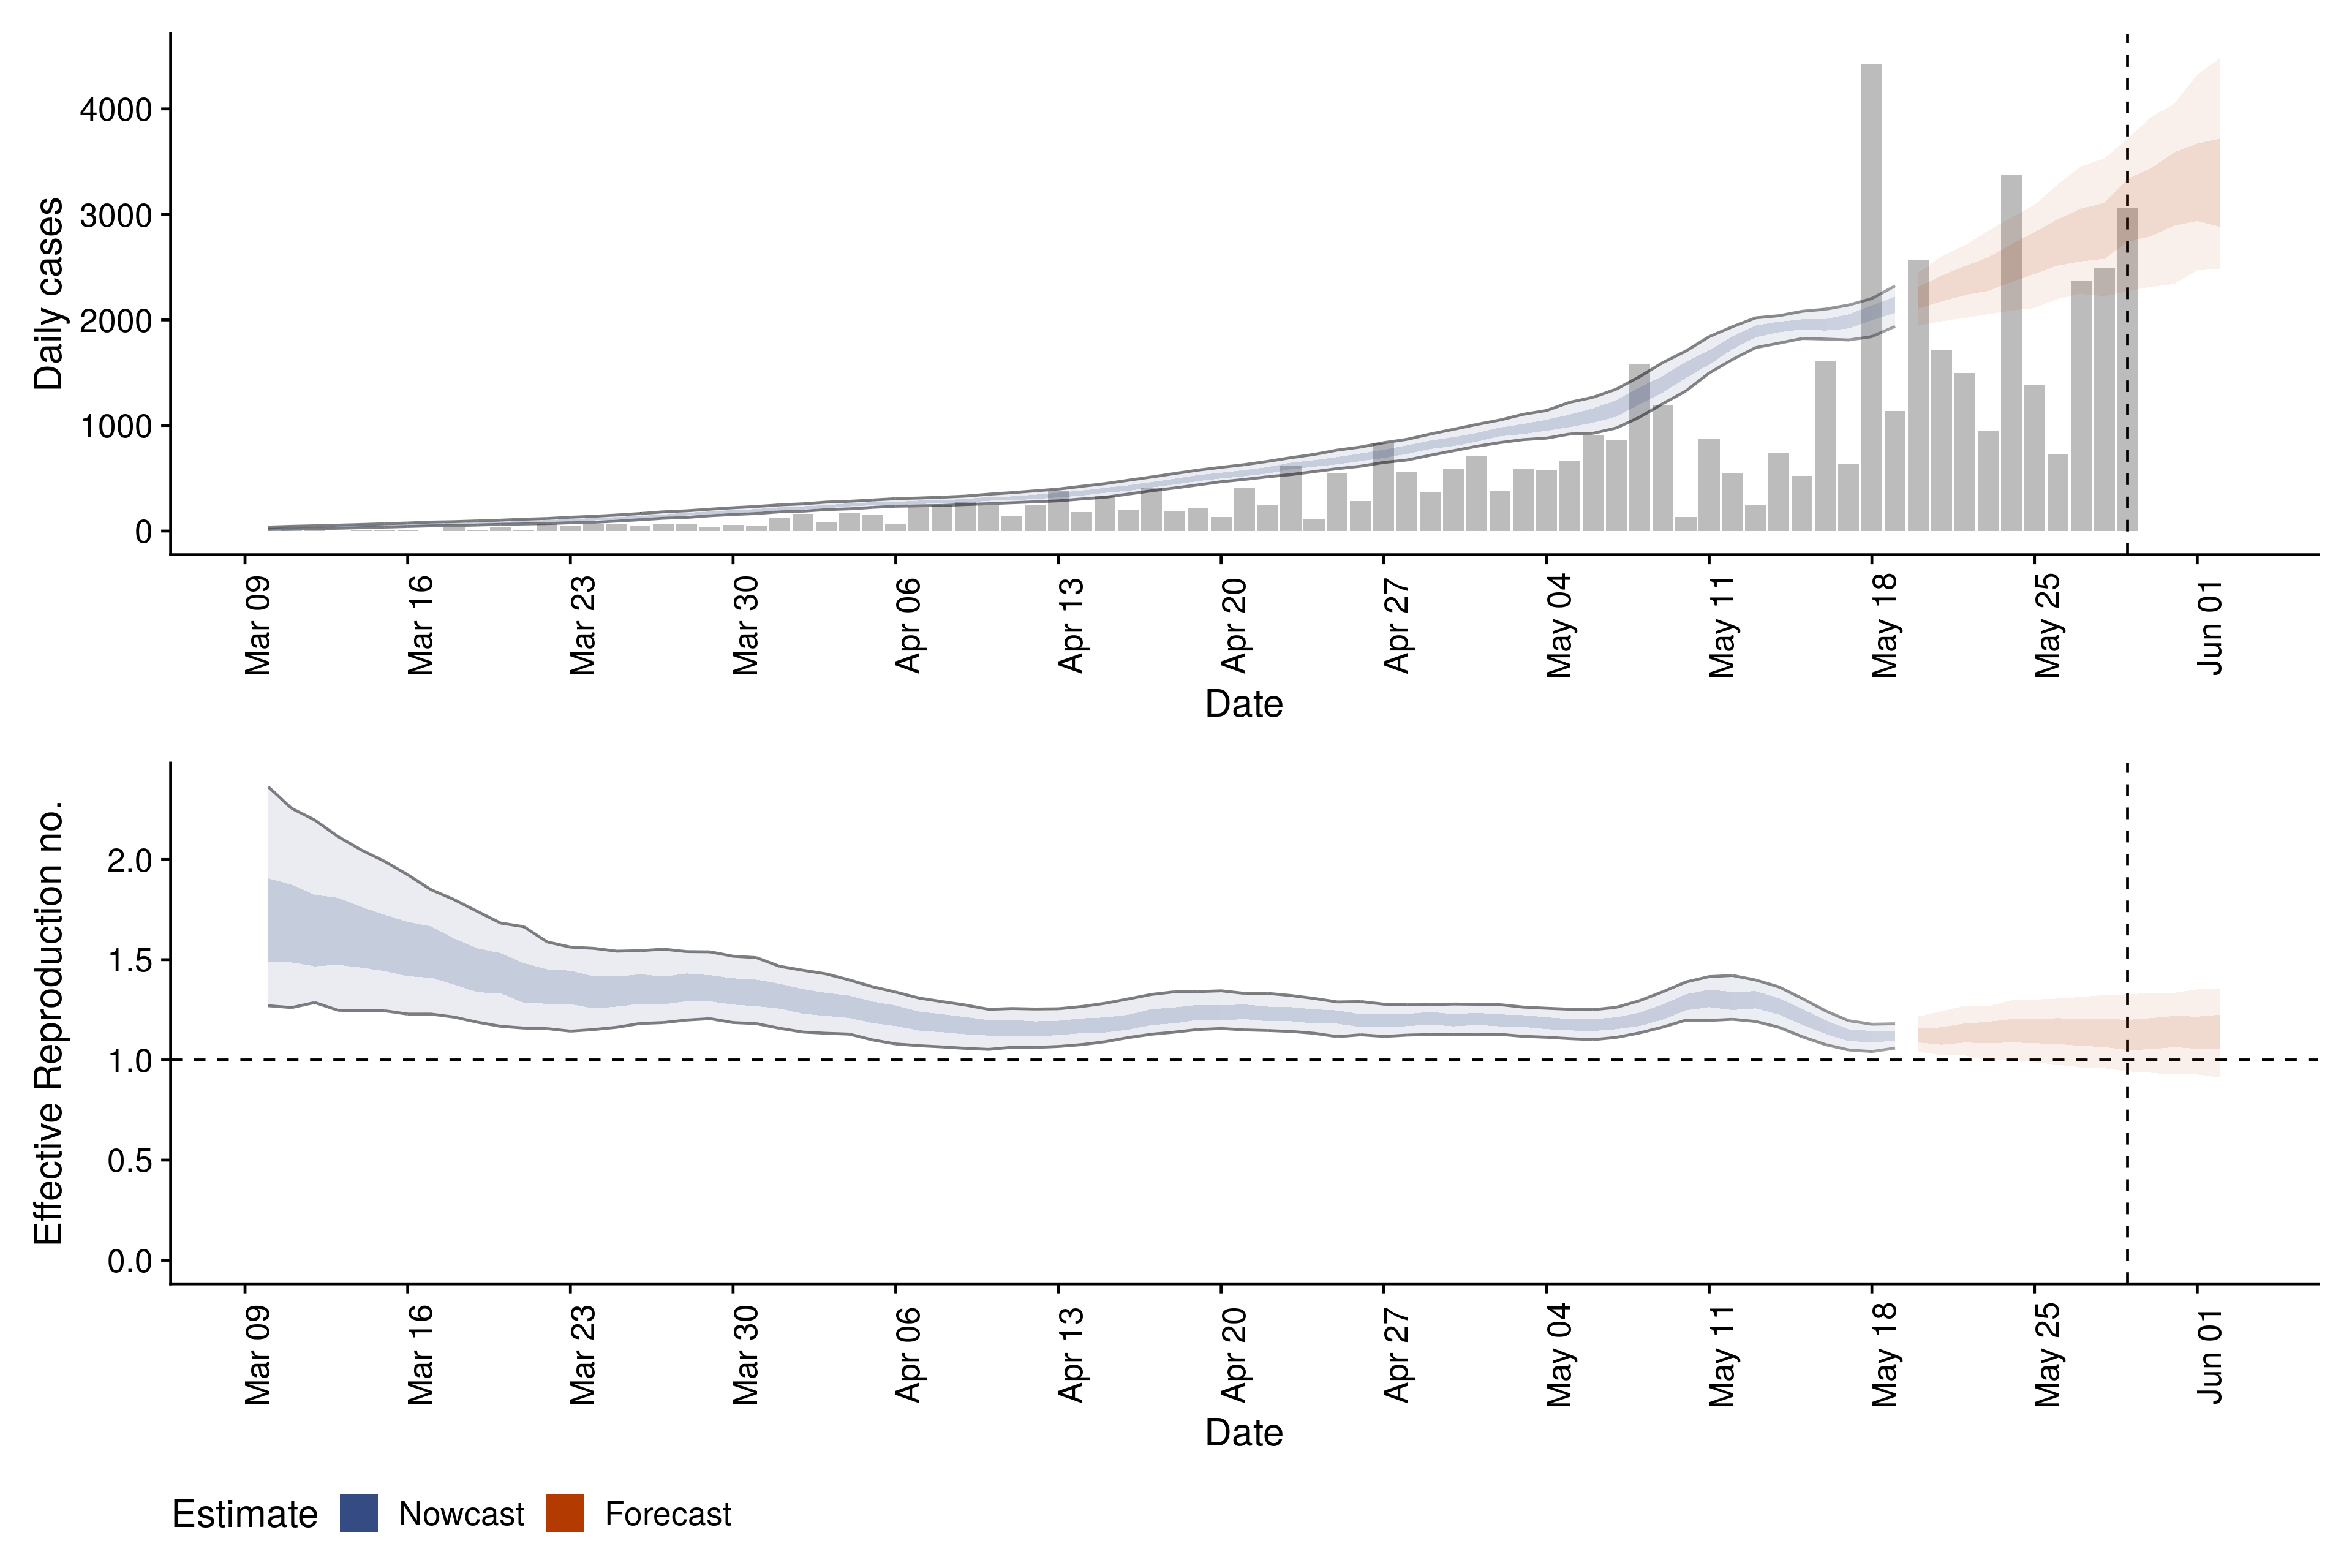 Daily cases
4000
3000
2000
1000
0
Mar 09
Mar 16
Mar 23
Mar 30
Apr 06
Apr 13
Apr 20
Apr 27
May 04
May 11
May 18
May 25
Jun 01
Date
Effective Reproduction no.
2.0
1.5
1.0
0.5
0.0
Mar 09
Mar 16
Mar 23
Mar 30
Apr 06
Apr 13
Apr 20
Apr 27
May 04
May 11
May 18
May 25
Jun 01
Date
Estimate Nowcast Forecast